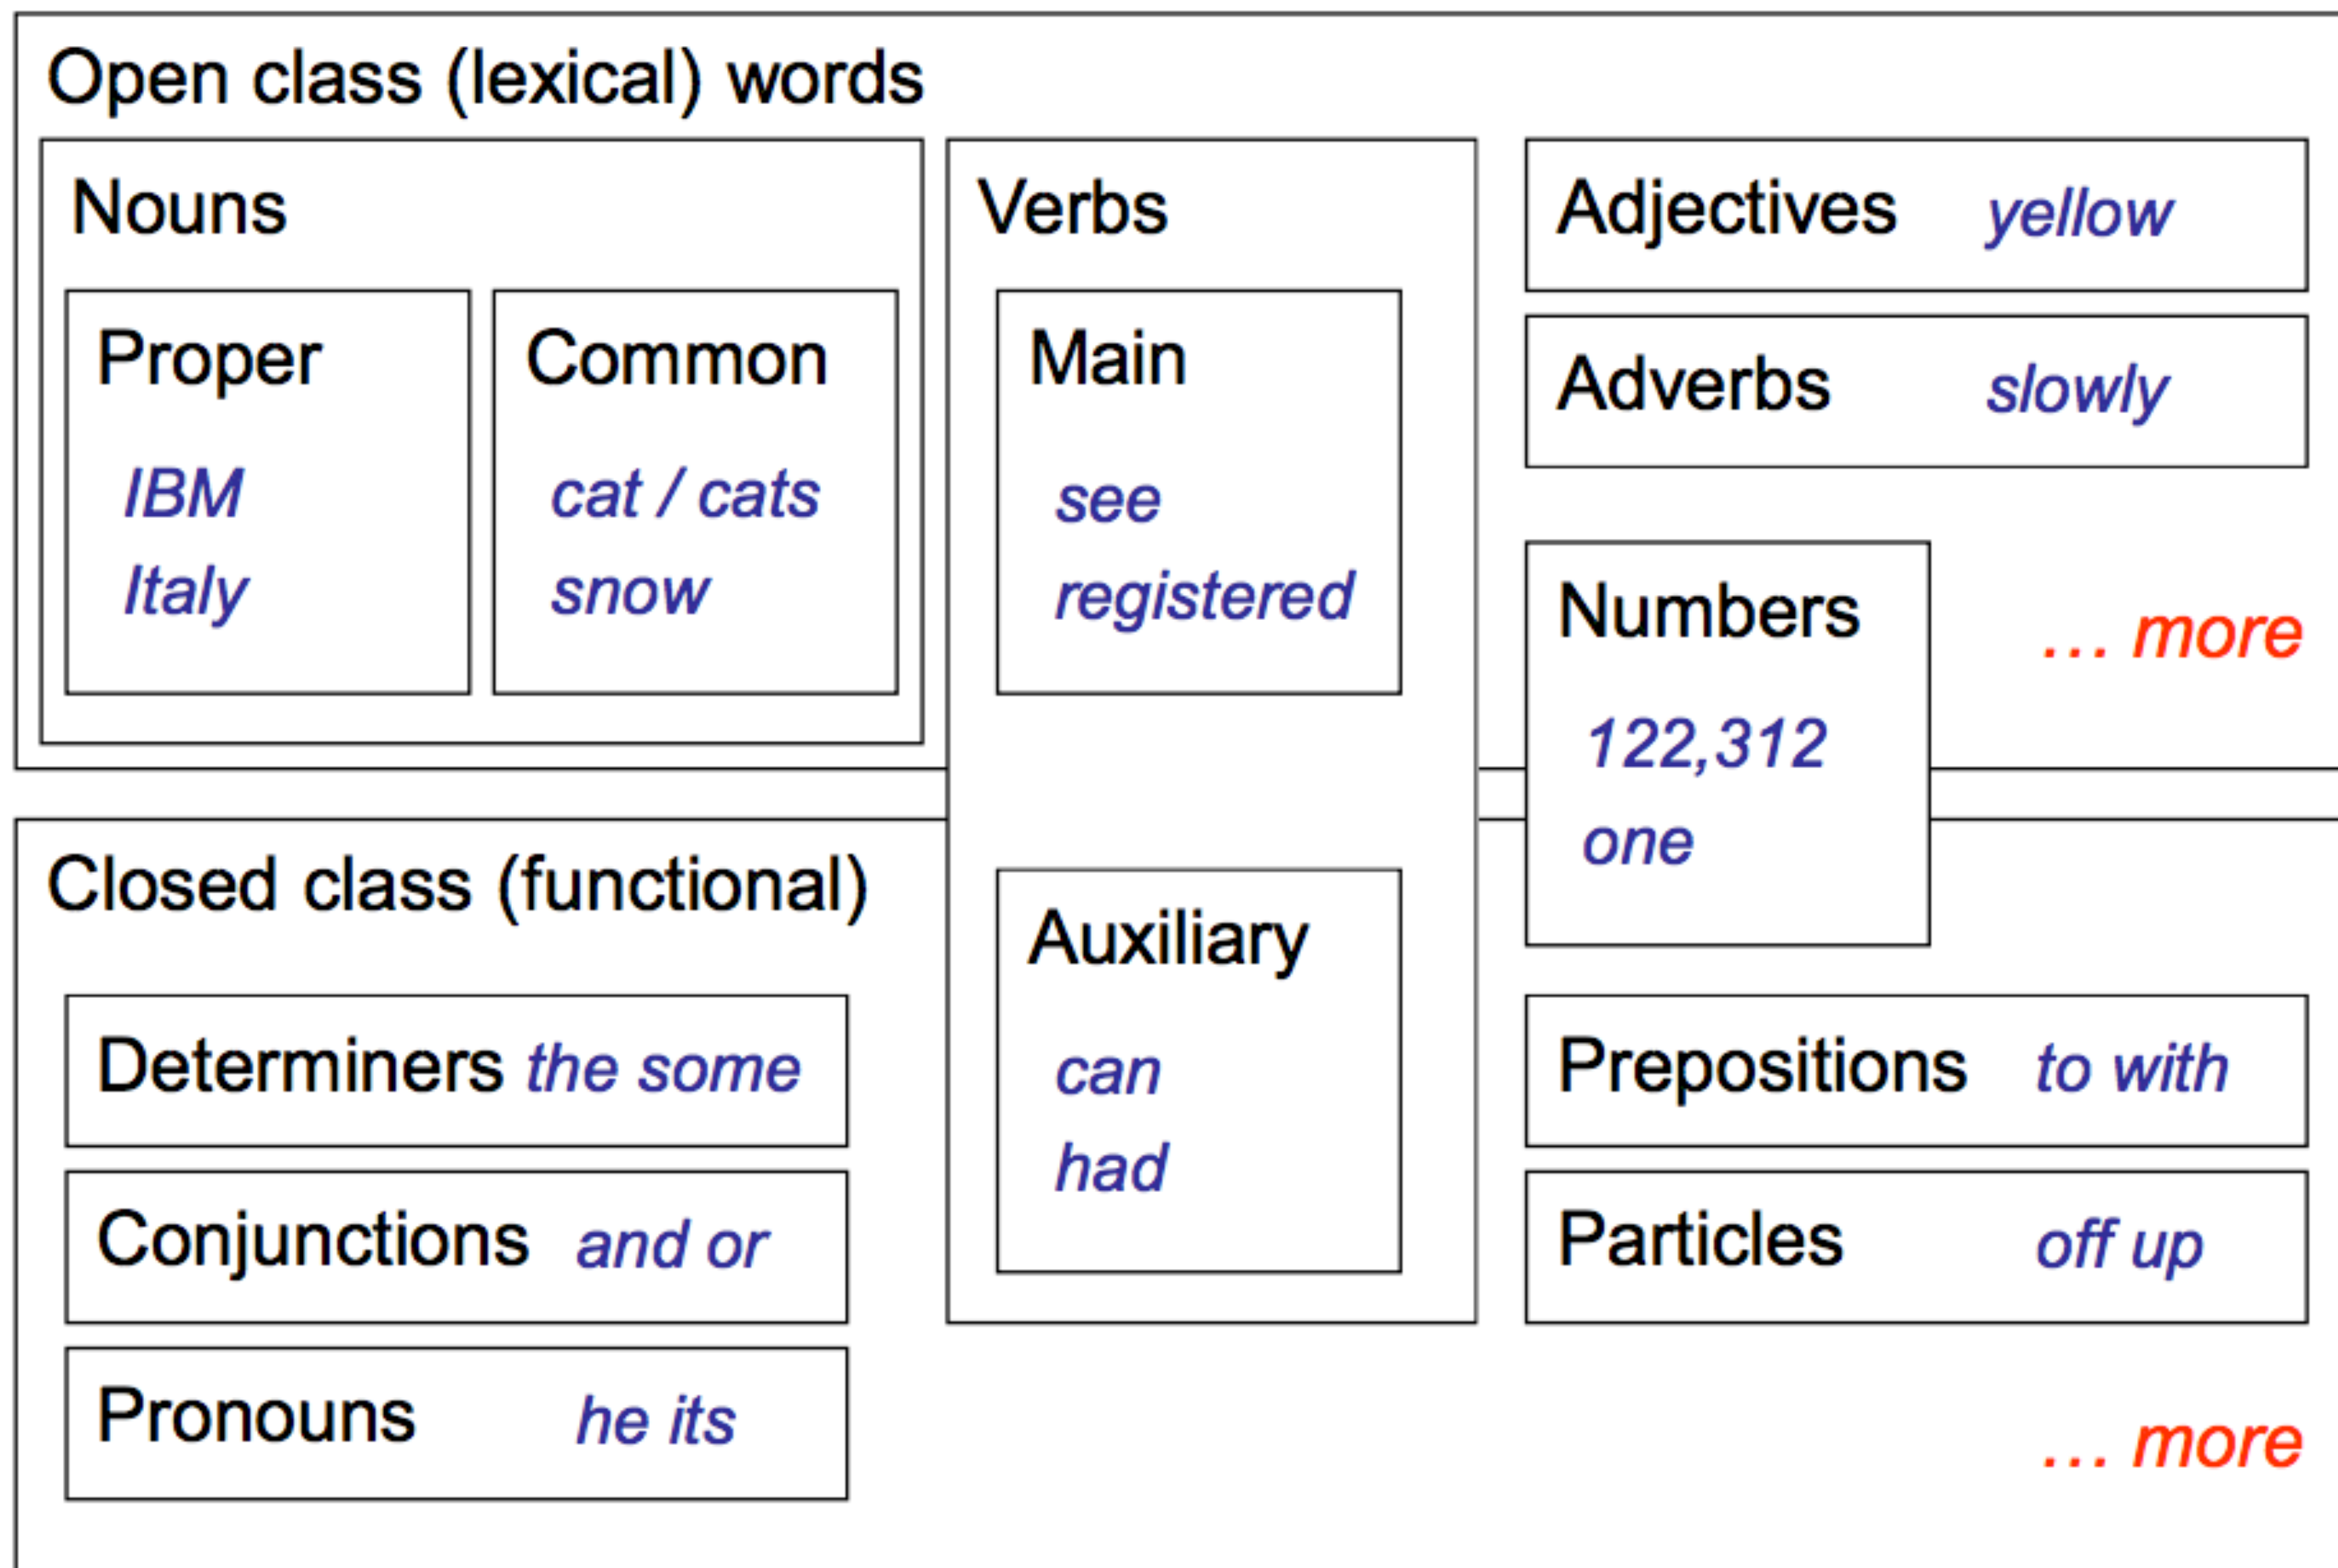 Open class (lexical) words
Nouns
Proper
IBM
Italy
Common
cat / cats
snow
Verbs
Main
see
registered
Adjectives yellow
Adverbs slowly
Numbers
122,312
one
… more
Closed class (functional)
Determiners the some
Conjunctions and or
Pronouns he its
Auxiliary
can
had
Prepositions to with
Particles off up
… more